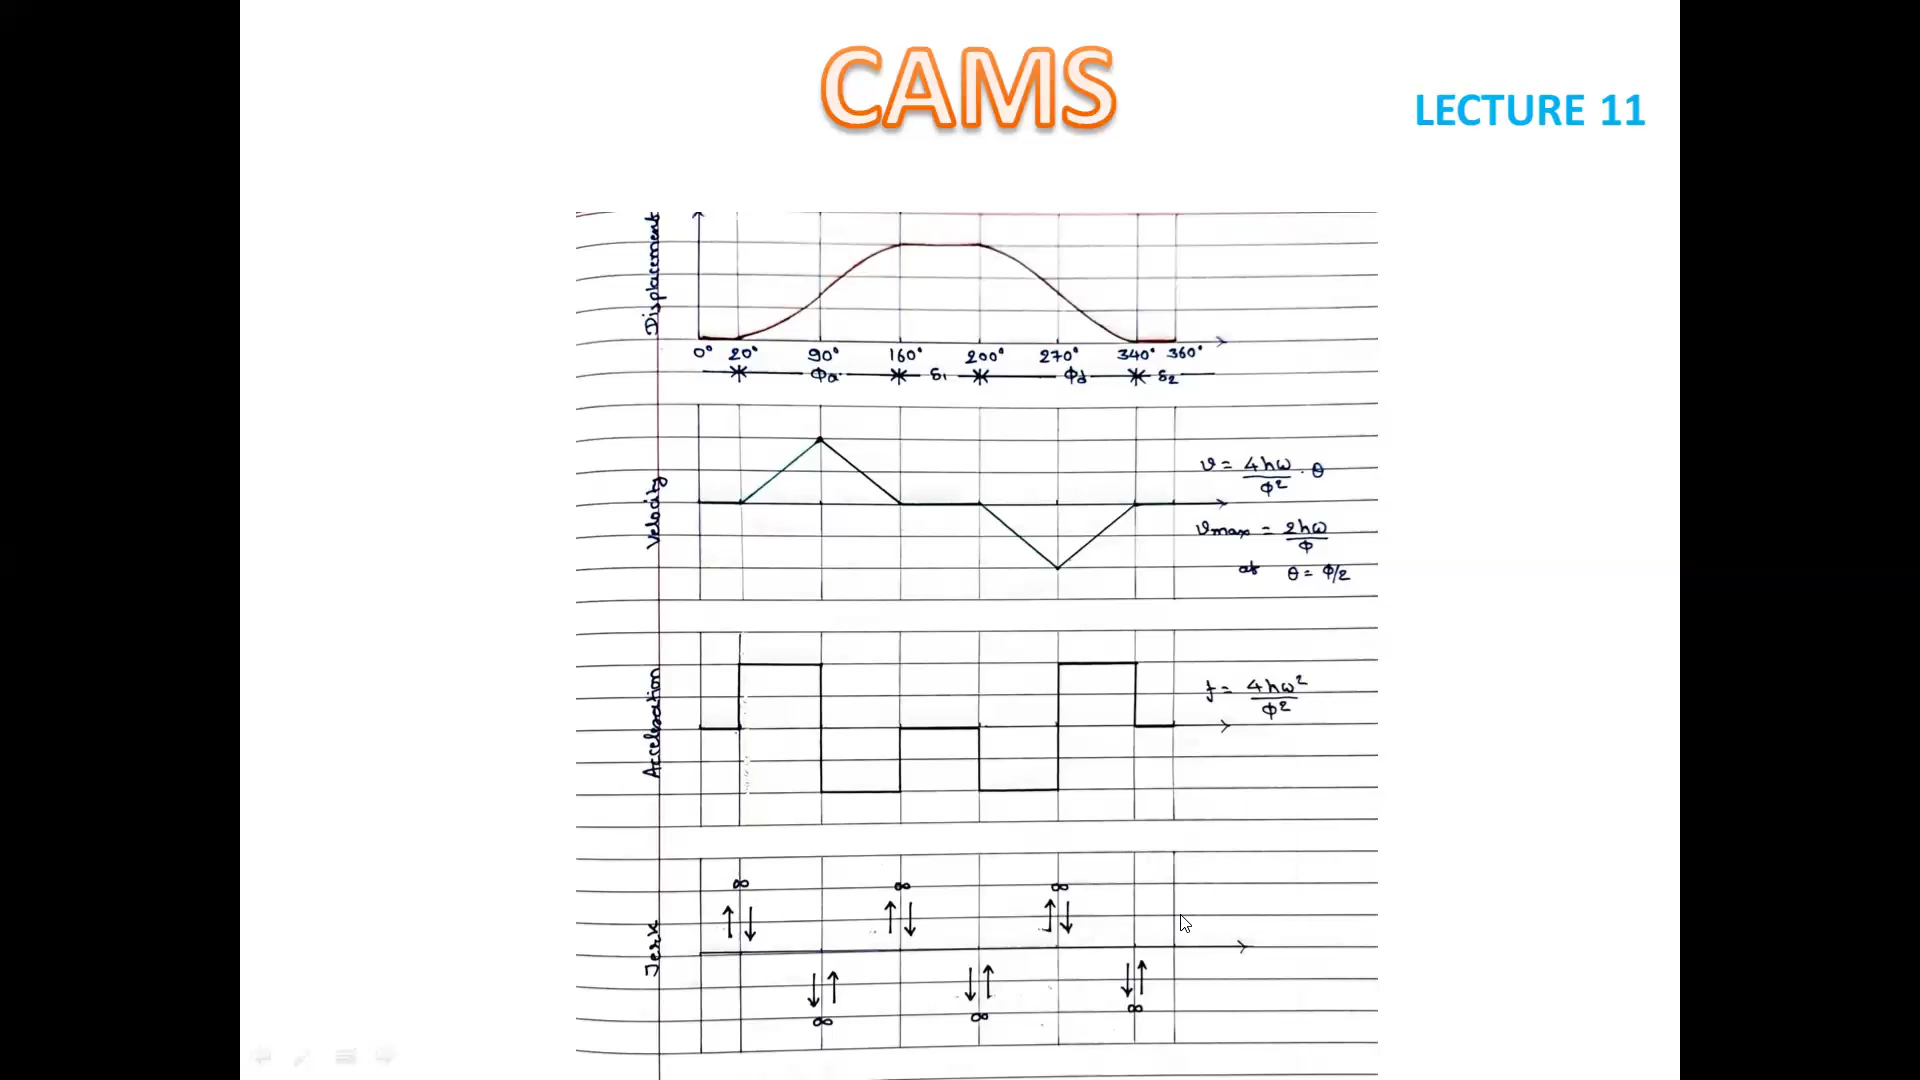 CAMS
LECTURE 11
Displacement
0° 20° 90° 160° 200° 270° 340° 360°
Φa δ1 Φd δ2
Velocity
v = 4hω/Φ² · θ
vmax = 2hω/Φ
at θ = Φ/2
Acceleration
f = 4hω²/Φ²
Jerk
∞ ∞ ∞
∞ ∞ ∞